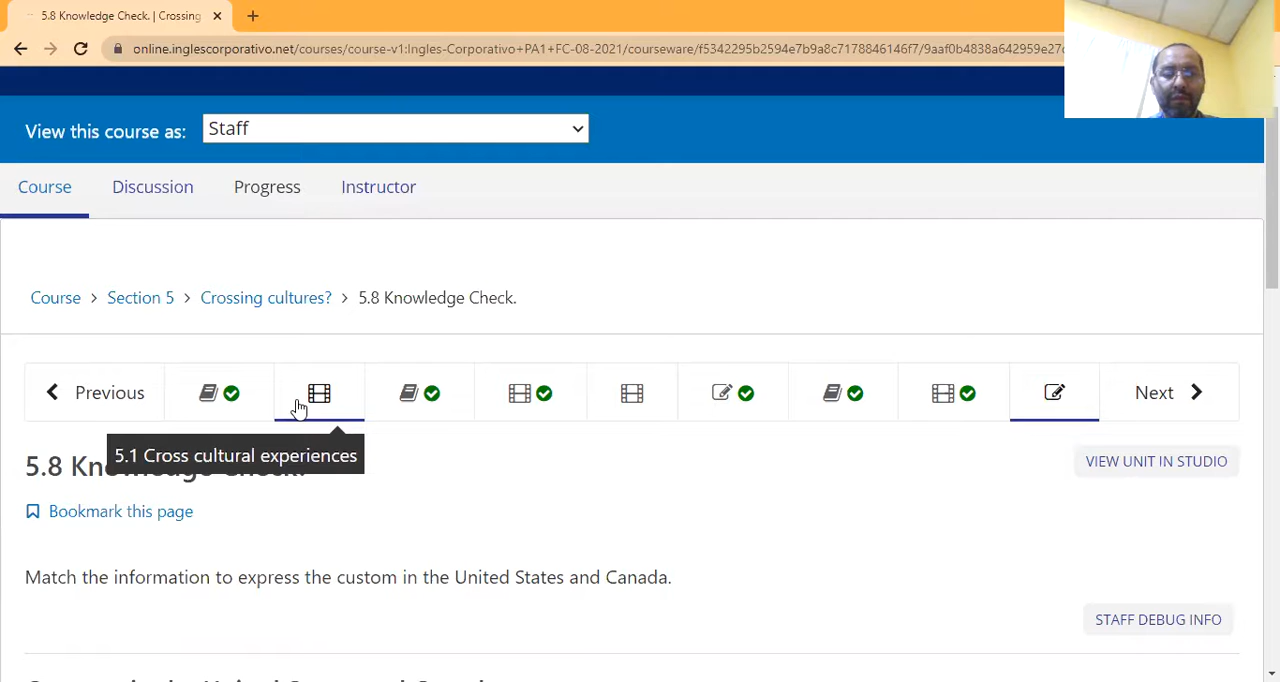 5.8 Knowledge Check. | Crossing
online.inglescorporativo.net/courses/course-v1:Ingles-Corporativo+PA1+FC-08-2021/courseware/f5342295b2594e7b9a8c7178846146f7/9aaf0b4838a642959e27
View this course as: Staff
Course Discussion Progress Instructor
Course > Section 5 > Crossing cultures? > 5.8 Knowledge Check.
Previous Next
5.1 Cross cultural experiences
5.8 Knowledge Check.
VIEW UNIT IN STUDIO
Bookmark this page
Match the information to express the custom in the United States and Canada.
STAFF DEBUG INFO